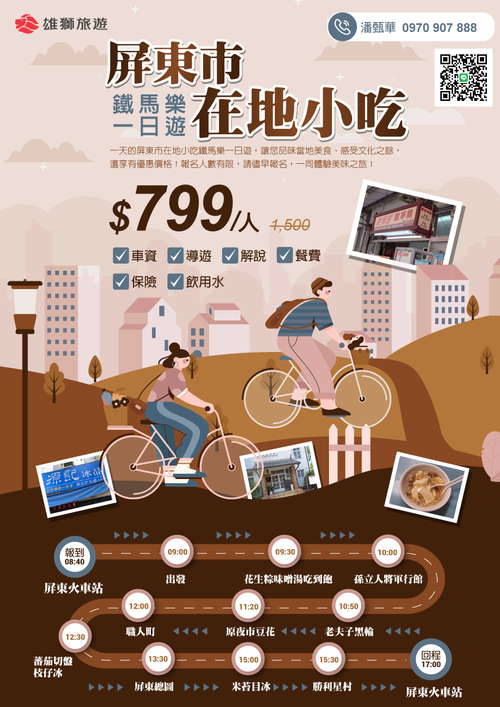 雄獅旅遊
潘甄華 0970 907 888
屏東市
鐵馬樂
一日遊
在地小吃
一天的屏東市在地小吃鐵馬樂一日遊，讓您品味當地美食、感受文化之餘，
還享有優惠價格！報名人數有限，請儘早報名，一同體驗美味之旅！
$799/人 1,500
車資 導遊 解說 餐費
保險 飲用水
報到
08:40
屏東火車站
09:00
出發
09:30
花生粽味噌湯吃到飽
10:00
孫立人將軍行館
10:50
老夫子黑輪
11:20
原夜市豆花
12:00
職人町
12:30
蕃茄切盤
枝仔冰
13:30
屏東總圖
15:00
米苔目冰
15:30
勝利星村
回程
17:00
屏東火車站